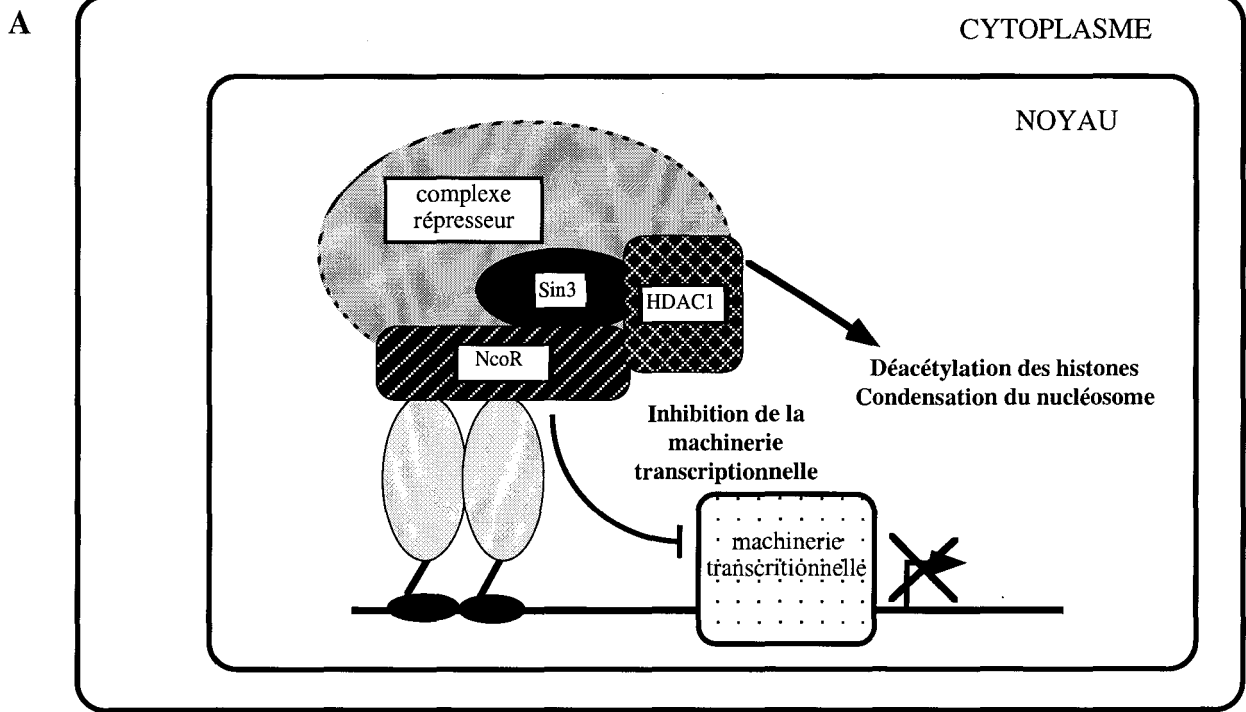 A
CYTOPLASME
NOYAU
complexe
répresseur
Sin3
HDAC1
NcoR
Déacétylation des histones
Condensation du nucléosome
Inhibition de la
machinerie
transcriptionnelle
machinerie
transcritionnelle